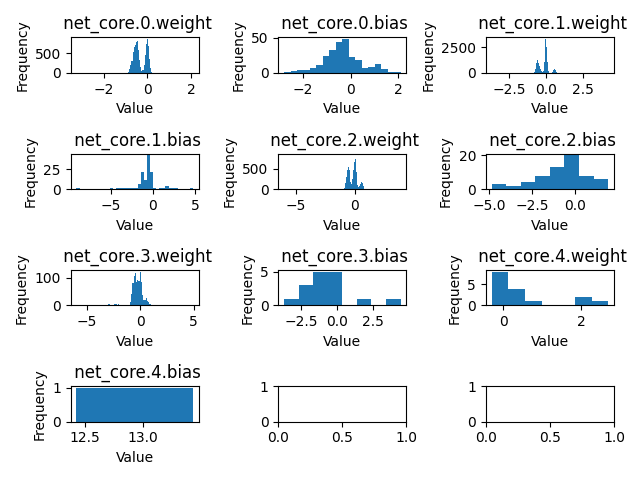 net_core.0.weight
Frequency
500
0
−2
0
2
Value
net_core.0.bias
Frequency
50
0
−2
0
2
Value
net_core.1.weight
Frequency
2500
0
−2.5
0.0
2.5
Value
net_core.1.bias
Frequency
25
0
−5
0
5
Value
net_core.2.weight
Frequency
500
0
−5
0
Value
net_core.2.bias
Frequency
20
0
−5.0
−2.5
0.0
Value
net_core.3.weight
Frequency
100
0
−5
0
5
Value
net_core.3.bias
Frequency
5
0
−2.5
0.0
2.5
Value
net_core.4.weight
Frequency
5
0
0
2
Value
net_core.4.bias
Frequency
1
0
12.5
13.0
Value
1
0
0.0
0.5
1.0
1
0
0.0
0.5
1.0